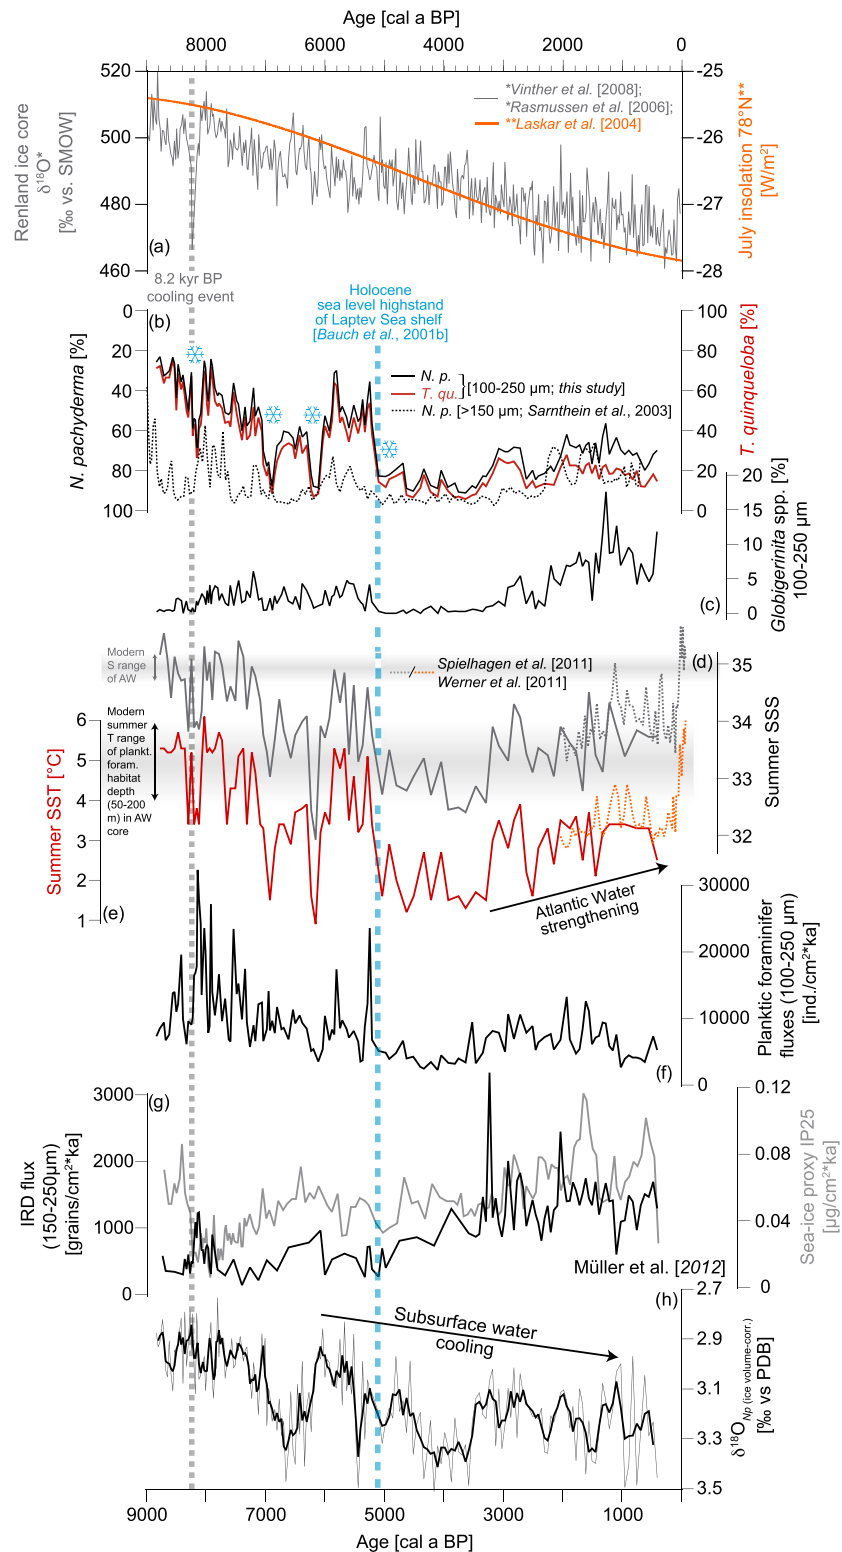 Age [cal a BP]
8000 6000 4000 2000 0
520 500 480 460
Renland ice core
δ18O*
[‰ vs. SMOW]
*Vinther et al. [2008];
*Rasmussen et al. [2006];
**Laskar et al. [2004]
-25 -25.5 -26 -26.5 -27 -27.5 -28
July insolation 78°N**
[W/m2]
(a)
8.2 kyr BP
cooling event
Holocene
sea level highstand
of Laptev Sea shelf
[Bauch et al., 2001b]
(b)
0 20 40 60 80 100
N. pachyderma [%]
N. p.
T. qu.
[100-250 µm; this study]
N. p. [>150 µm; Sarnthein et al., 2003]
100 80 60 40 20 0
T. quinqueloba [%]
20 15 10 5 0
Globigerinita spp. [%]
100-250 µm
(c)
Modern
S range
of AW
Spielhagen et al. [2011]
Werner et al. [2011]
(d)
35 34 33 32
Summer SSS
Modern
summer
T range
of plankt.
foram.
habitat
depth
(50-200
m) in AW
core
6 5 4 3 2 1
Summer SST [°C]
(e)
Atlantic Water
strengthening
30000 20000 10000 0
Planktic foraminifer
fluxes (100-250 µm)
[ind./cm2*ka]
(f)
(g)
3000 2000 1000 0
IRD flux
(150-250µm)
[grains/cm2*ka]
0.12 0.08 0.04 0
Sea-ice proxy IP25
[µg/cm2*ka]
Müller et al. [2012]
(h)
Subsurface water
cooling
2.7 2.9 3.1 3.3 3.5
δ18ONp (ice volume-corr.)
[‰ vs PDB]
9000 7000 5000 3000 1000
Age [cal a BP]